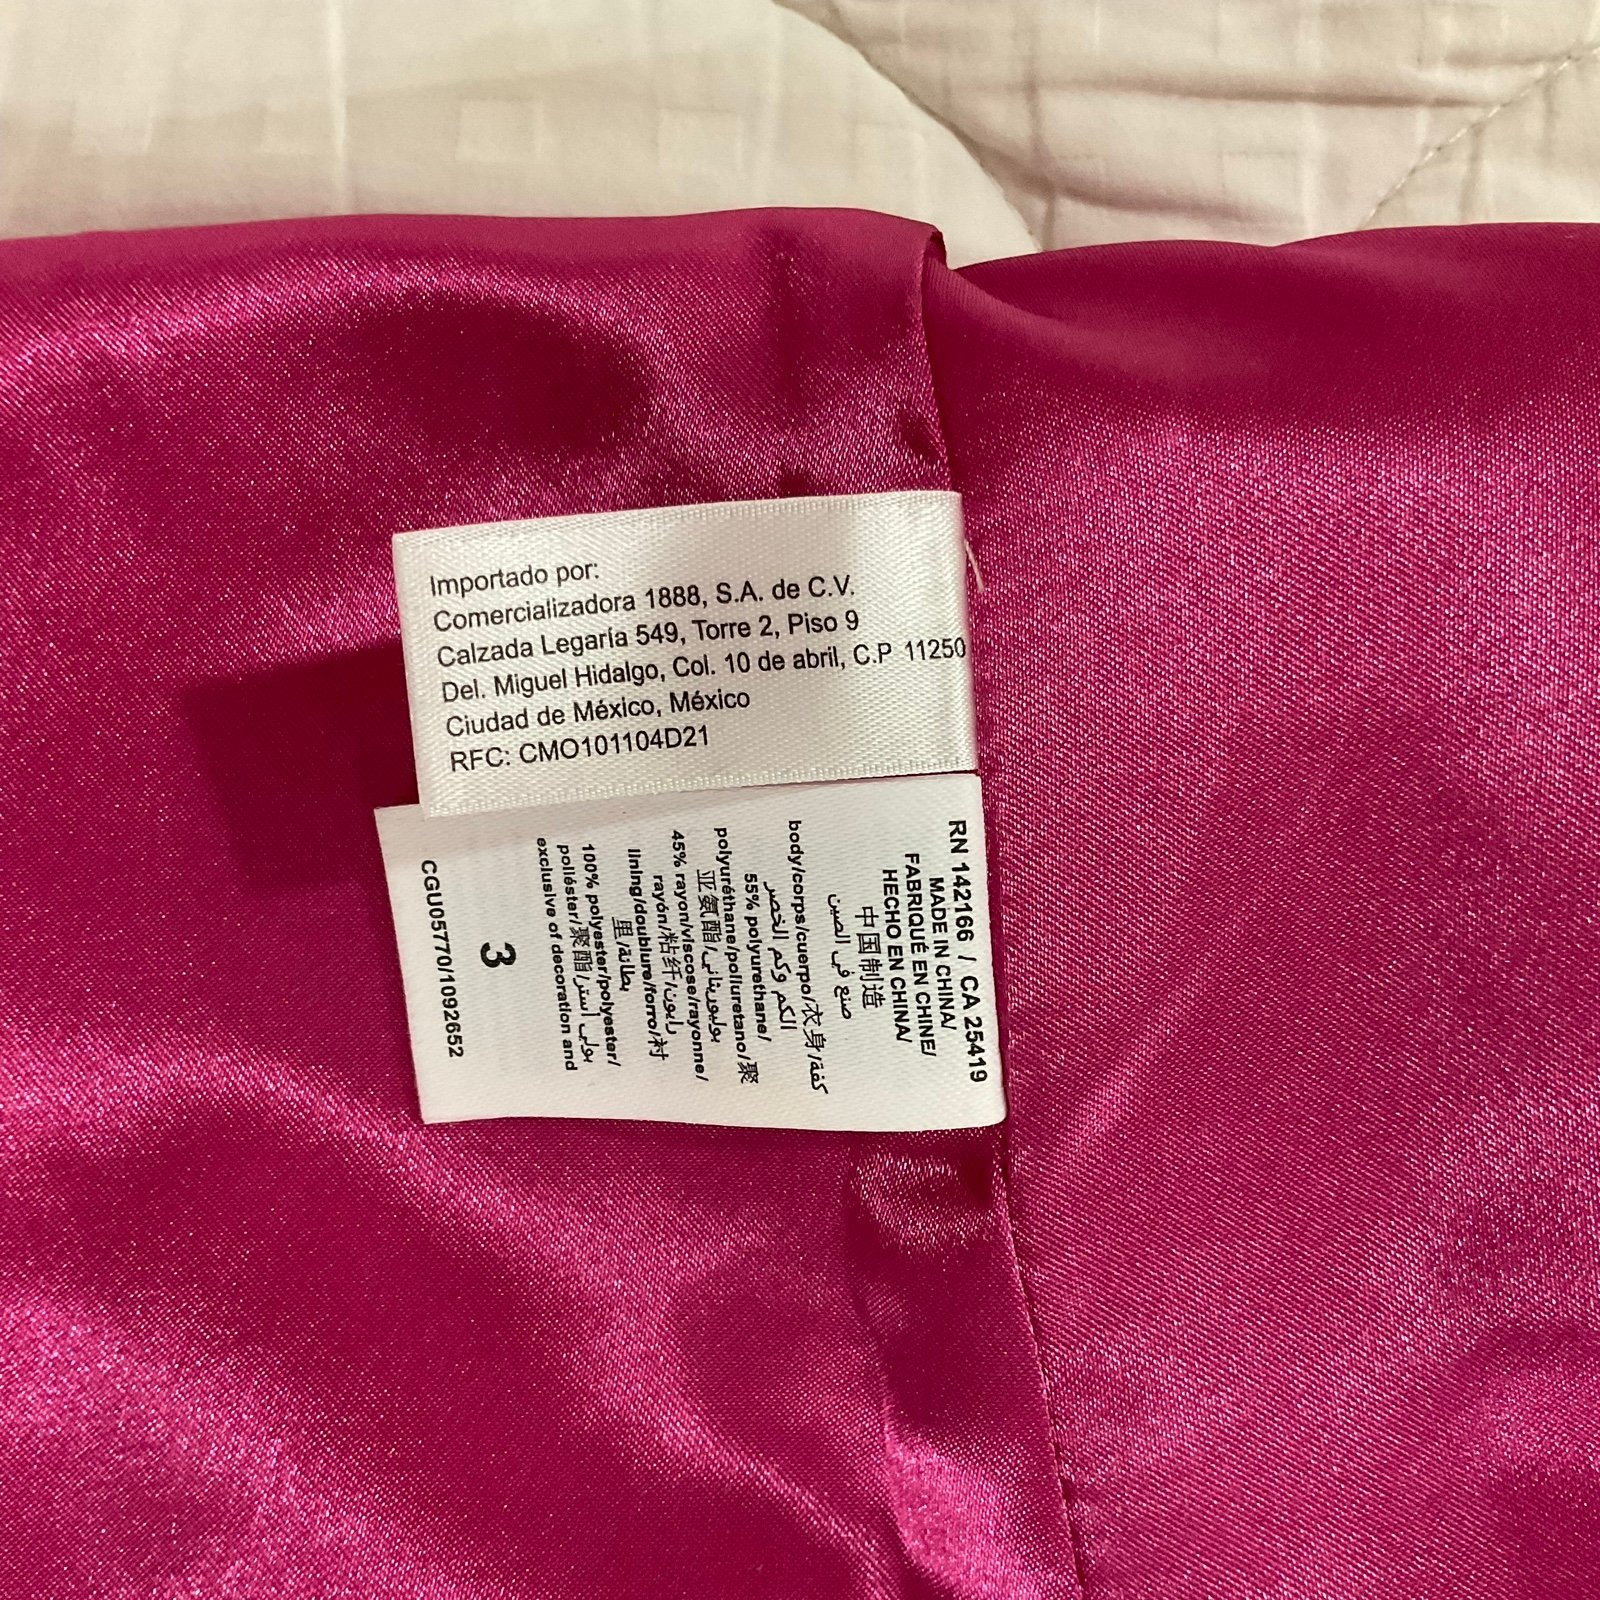 Importado por:
Comercializadora 1888, S.A. de C.V.
Calzada Legaria 549, Torre 2, Piso 9
Del. Miguel Hidalgo, Col. 10 de abril, C.P 11250
Ciudad de México, México
RFC: CMO101104D21
RN 142166 / CA 25419
MADE IN CHINA/
FABRIQUÉ EN CHINE/
HECHO EN CHINA/
中国制造
صنع في الصين
body/corps/cuerpo/衣身/كفة
الكم وكم الخصر
55% polyurethane/
polyuréthane/poliuretano/聚
亚氨酯/بوليوريثاني
45% rayon/viscose/rayonne/
rayón/粘纤/رايون
lining/doublure/forro/衬
里/بطانة
100% polyester/polyester/
poliéster/聚酯/بولي استر
exclusive of decoration and
3
CGU05770/1092652